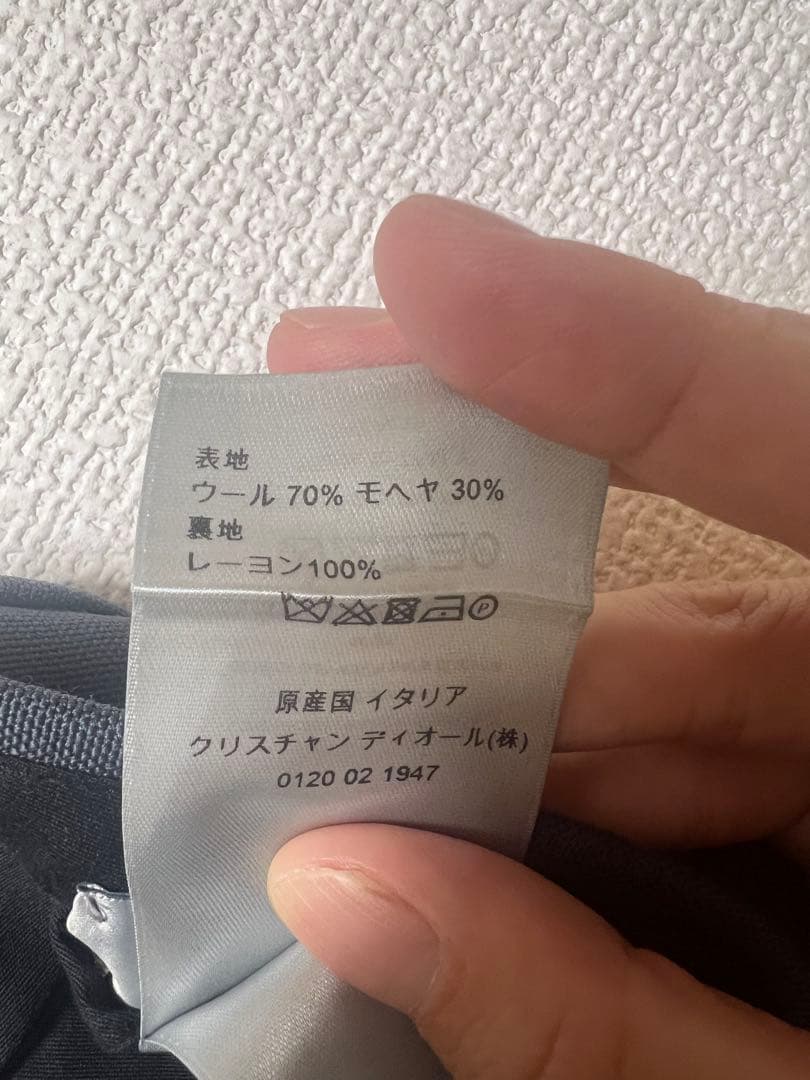 表地
ウール 70% モヘヤ 30%
裏地
レーヨン100%
P
原産国 イタリア
クリスチャン ディオール(株)
0120 02 1947